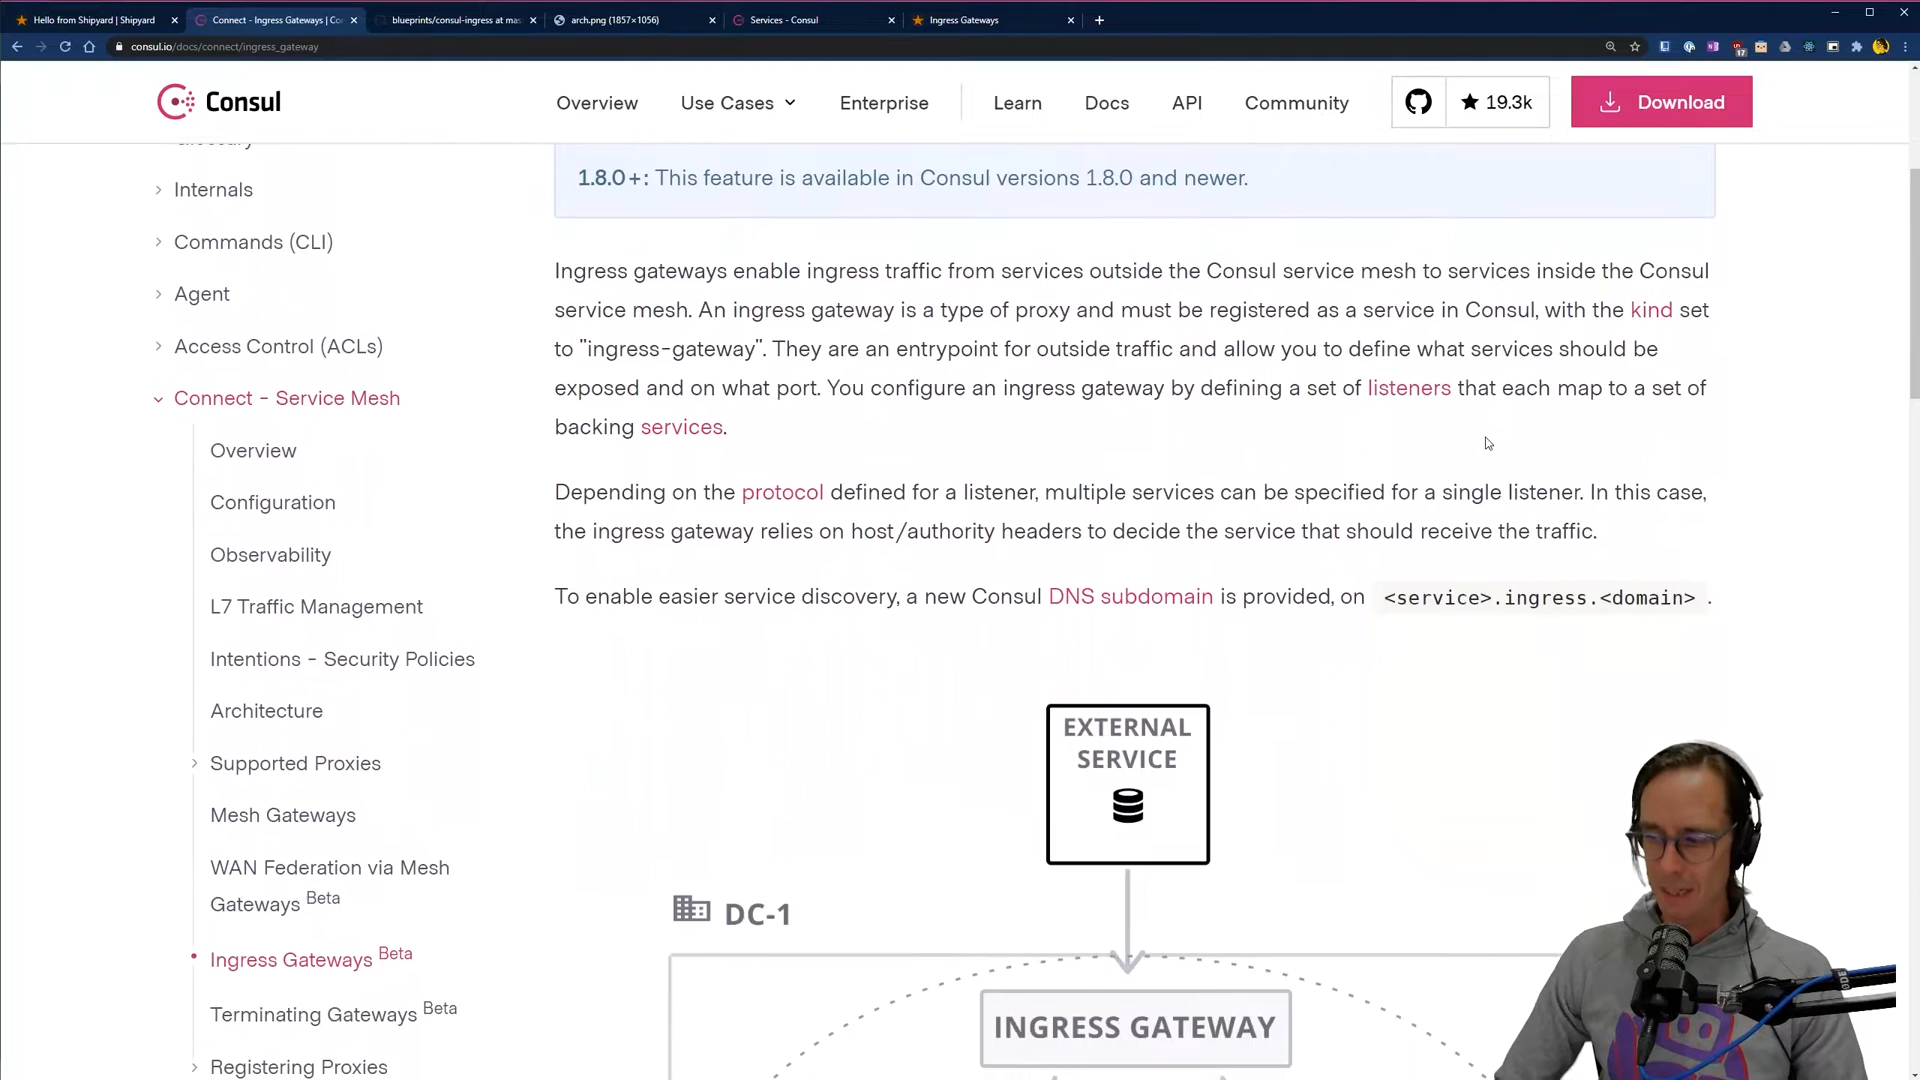 Hello from Shipyard | Shipyard
Connect - Ingress Gateways | Co
blueprints/consul-ingress at mas
arch.png (1857×1056)
Services - Consul
Ingress Gateways
consul.io/docs/connect/ingress_gateway
Consul
Overview
Use Cases
Enterprise
Learn
Docs
API
Community
19.3k
Download
Glossary
Internals
Commands (CLI)
Agent
Access Control (ACLs)
Connect - Service Mesh
Overview
Configuration
Observability
L7 Traffic Management
Intentions - Security Policies
Architecture
Supported Proxies
Mesh Gateways
WAN Federation via Mesh
Gateways Beta
Ingress Gateways Beta
Terminating Gateways Beta
Registering Proxies
1.8.0+: This feature is available in Consul versions 1.8.0 and newer.
Ingress gateways enable ingress traffic from services outside the Consul service mesh to services inside the Consul
service mesh. An ingress gateway is a type of proxy and must be registered as a service in Consul, with the kind set
to "ingress-gateway". They are an entrypoint for outside traffic and allow you to define what services should be
exposed and on what port. You configure an ingress gateway by defining a set of listeners that each map to a set of
backing services.
Depending on the protocol defined for a listener, multiple services can be specified for a single listener. In this case,
the ingress gateway relies on host/authority headers to decide the service that should receive the traffic.
To enable easier service discovery, a new Consul DNS subdomain is provided, on <service>.ingress.<domain> .
EXTERNAL
SERVICE
DC-1
INGRESS GATEWAY